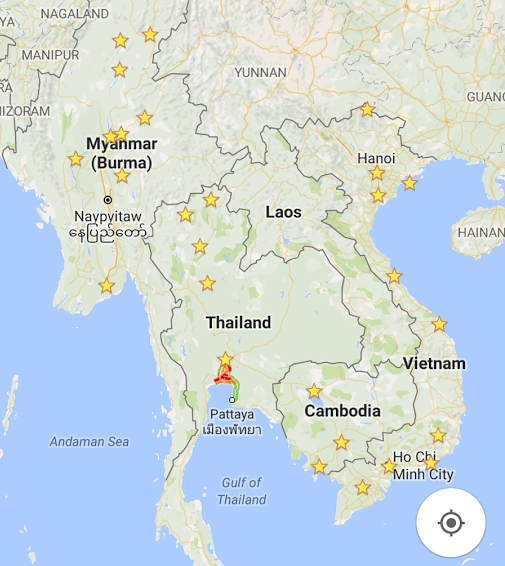 NAGALAND
MANIPUR
MIZORAM
YUNNAN
GUANG
Myanmar
(Burma)
Hanoi
Naypyitaw
နေပြည်တော်
Laos
HAINAN
Thailand
Vietnam
Pattaya
เมืองพัทยา
Cambodia
Andaman Sea
Gulf of
Thailand
Ho Chi
Minh City